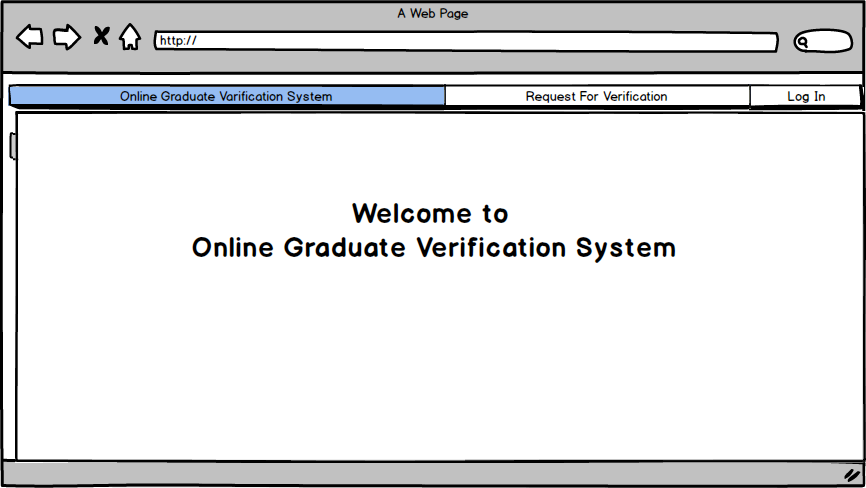 A Web Page
http://
Online Graduate Varification System
Request For Verification
Log In
Welcome to
Online Graduate Verification System